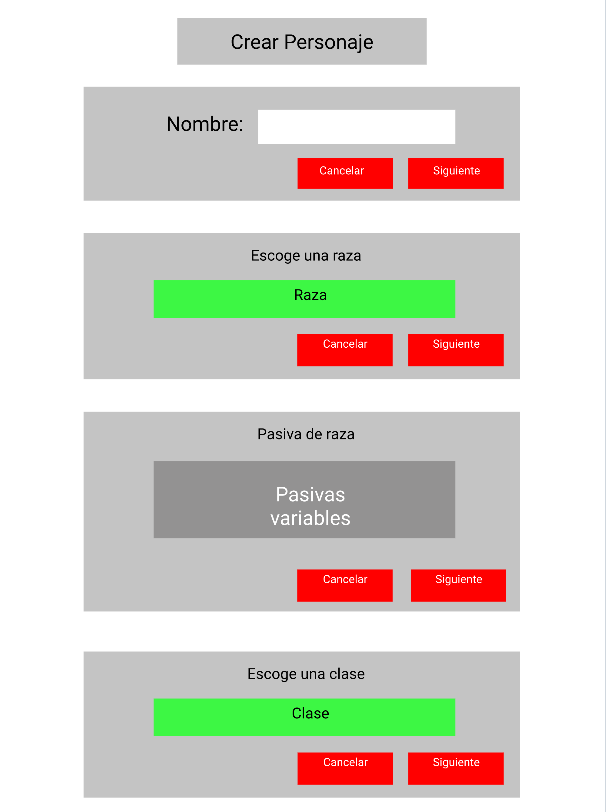 Crear Personaje
Nombre:
Cancelar Siguiente
Escoge una raza
Raza
Cancelar Siguiente
Pasiva de raza
Pasivas
variables
Cancelar Siguiente
Escoge una clase
Clase
Cancelar Siguiente